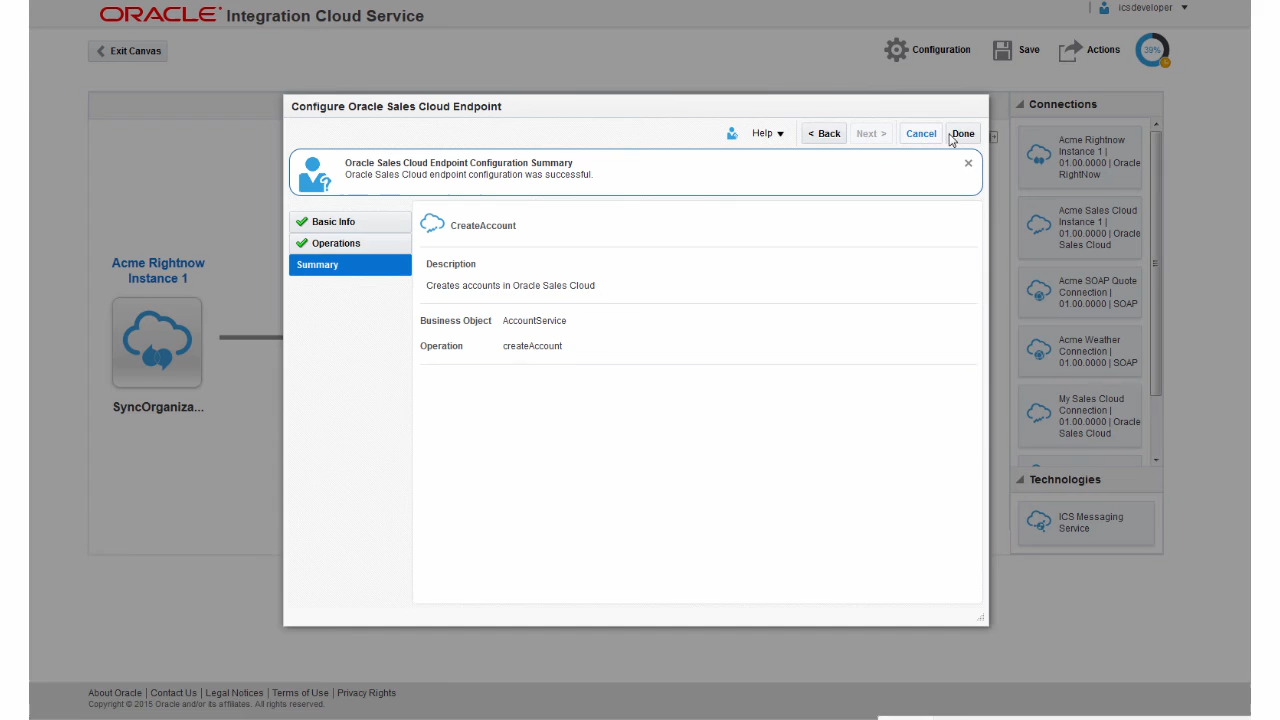 ORACLE Integration Cloud Service
icsdeveloper
Exit Canvas
Configuration
Save
Actions
39%
Configure Oracle Sales Cloud Endpoint
Help
< Back
Next >
Cancel
Done
Oracle Sales Cloud Endpoint Configuration Summary
Oracle Sales Cloud endpoint configuration was successful.
Basic Info
Operations
Summary
CreateAccount
Description
Creates accounts in Oracle Sales Cloud
Business Object AccountService
Operation createAccount
Acme Rightnow
Instance 1
SyncOrganiza...
Connections
Acme Rightnow
Instance 1 |
01.00.0000 | Oracle
RightNow
Acme Sales Cloud
Instance 1 |
01.00.0000 | Oracle
Sales Cloud
Acme SOAP Quote
Connection |
01.00.0000 | SOAP
Acme Weather
Connection |
01.00.0000 | SOAP
My Sales Cloud
Connection |
01.00.0000 | Oracle
Sales Cloud
Technologies
ICS Messaging
Service
About Oracle | Contact Us | Legal Notices | Terms of Use | Privacy Rights
Copyright © 2015 Oracle and/or its affiliates. All rights reserved.